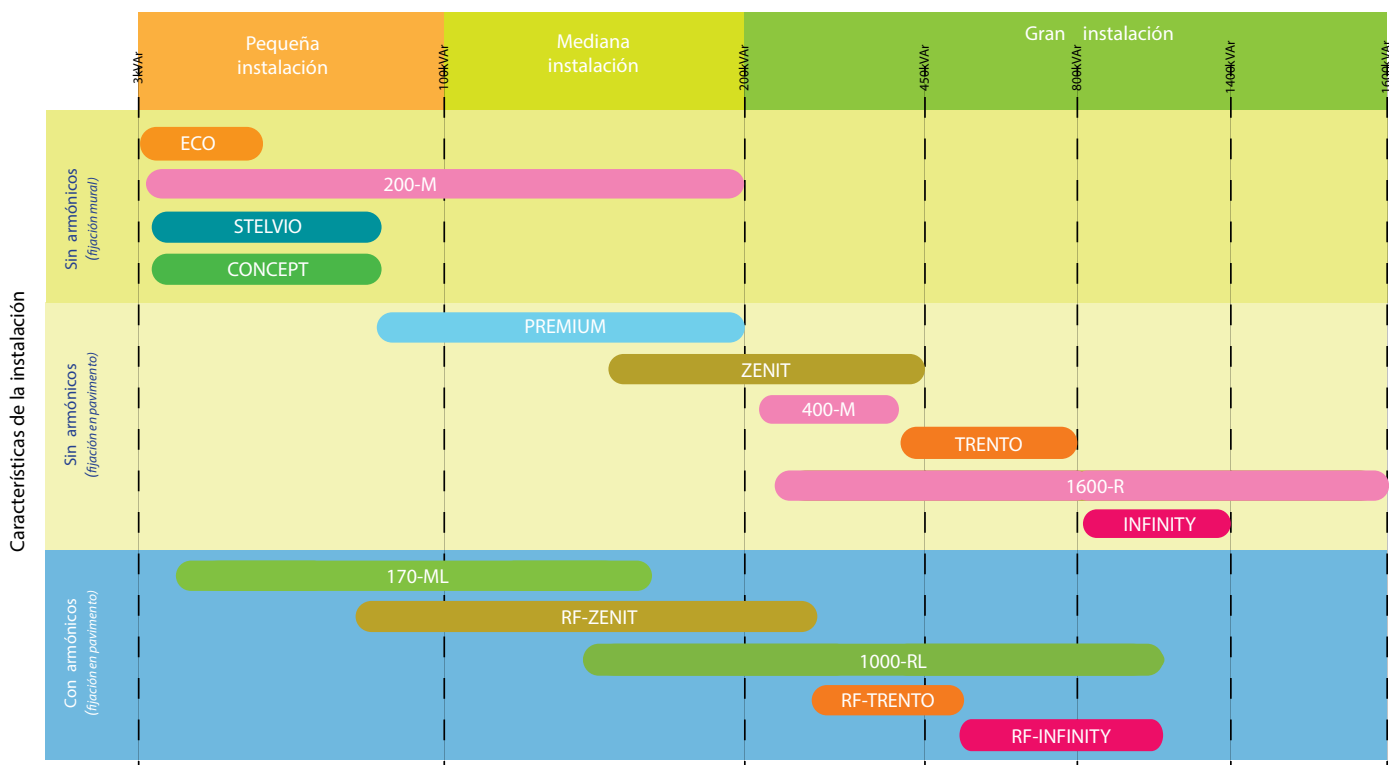 Pequeña
instalación
Mediana
instalación
Gran instalación
3kVAr
100kVAr
200kVAr
450kVAr
800kVAr
1400kVAr
1600kVAr
Características de la instalación
Sin armónicos
(fijación mural)
ECO
200-M
STELVIO
CONCEPT
Sin armónicos
(fijación en pavimento)
PREMIUM
ZENIT
400-M
TRENTO
1600-R
INFINITY
Con armónicos
(fijación en pavimento)
170-ML
RF-ZENIT
1000-RL
RF-TRENTO
RF-INFINITY